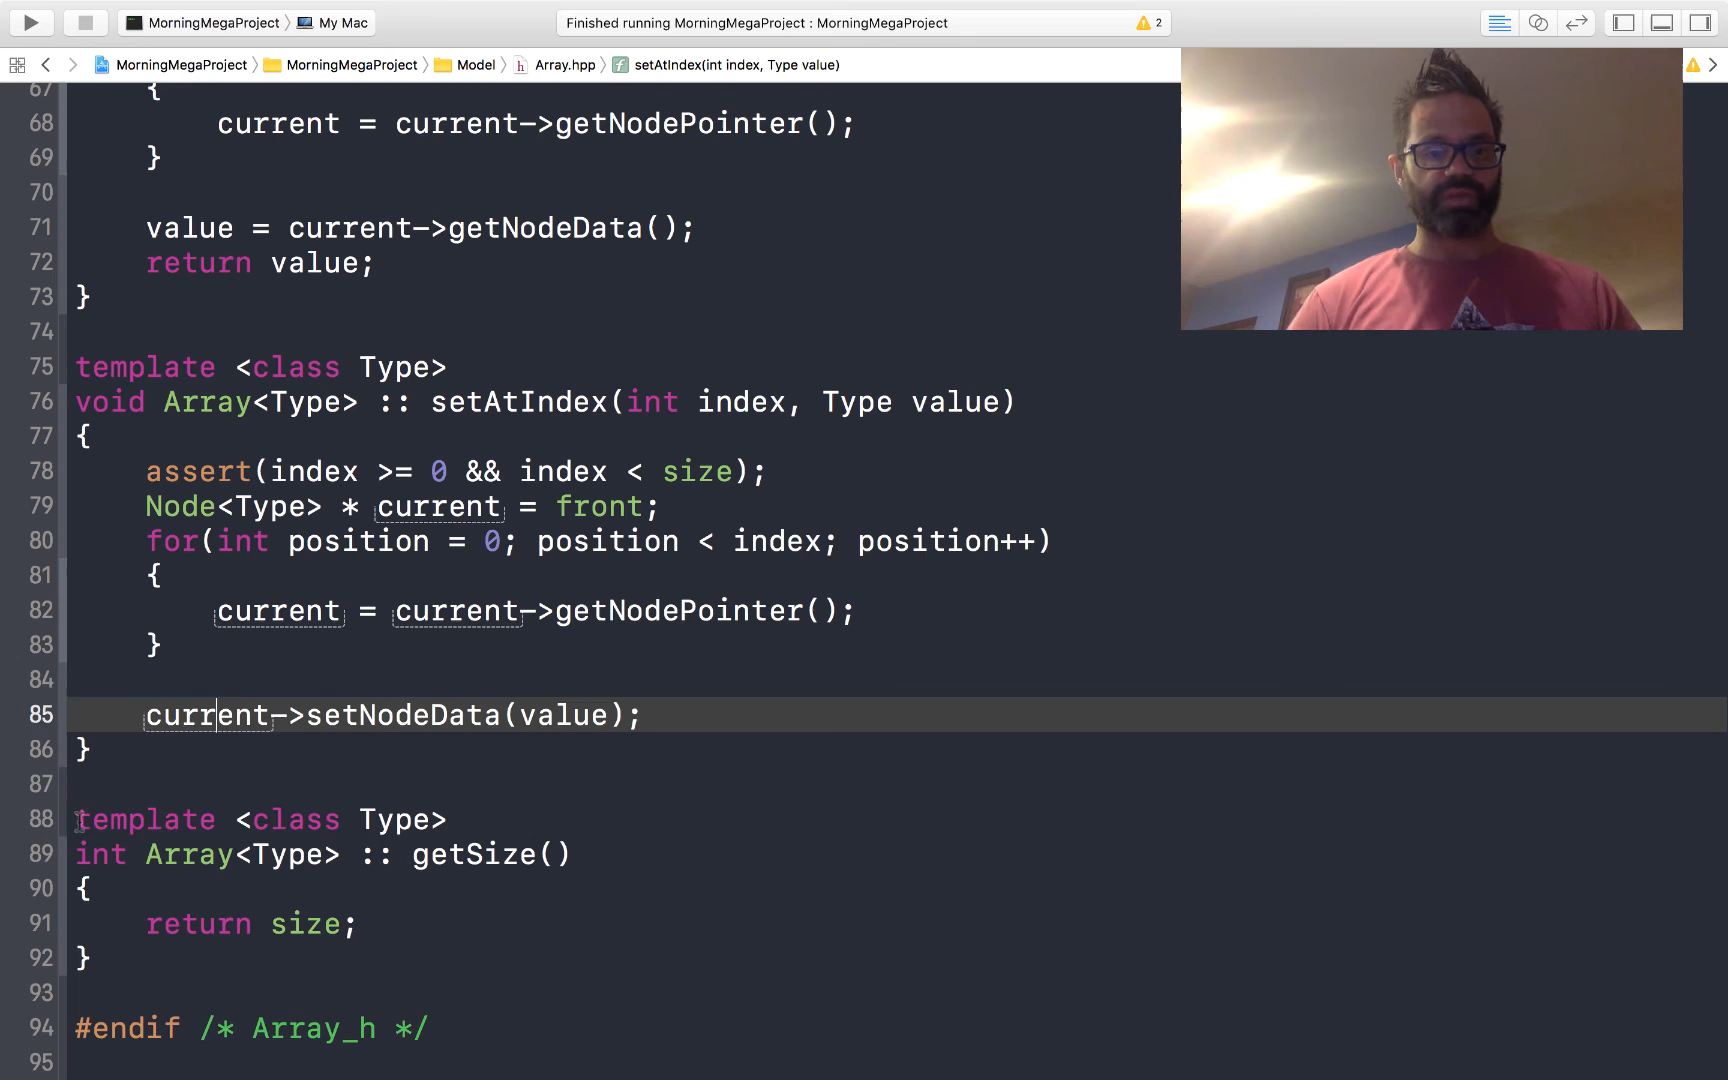 MorningMegaProject 〉 My Mac
Finished running MorningMegaProject : MorningMegaProject
2
MorningMegaProject 〉 MorningMegaProject 〉 Model 〉 h Array.hpp 〉 f setAtIndex(int index, Type value)
67 {
68 current = current->getNodePointer();
69 }
70
71 value = current->getNodeData();
72 return value;
73 }
74
75 template <class Type>
76 void Array<Type> :: setAtIndex(int index, Type value)
77 {
78 assert(index >= 0 && index < size);
79 Node<Type> * current = front;
80 for(int position = 0; position < index; position++)
81 {
82 current = current->getNodePointer();
83 }
84
85 current->setNodeData(value);
86 }
87
88 template <class Type>
89 int Array<Type> :: getSize()
90 {
91 return size;
92 }
93
94 #endif /* Array_h */
95